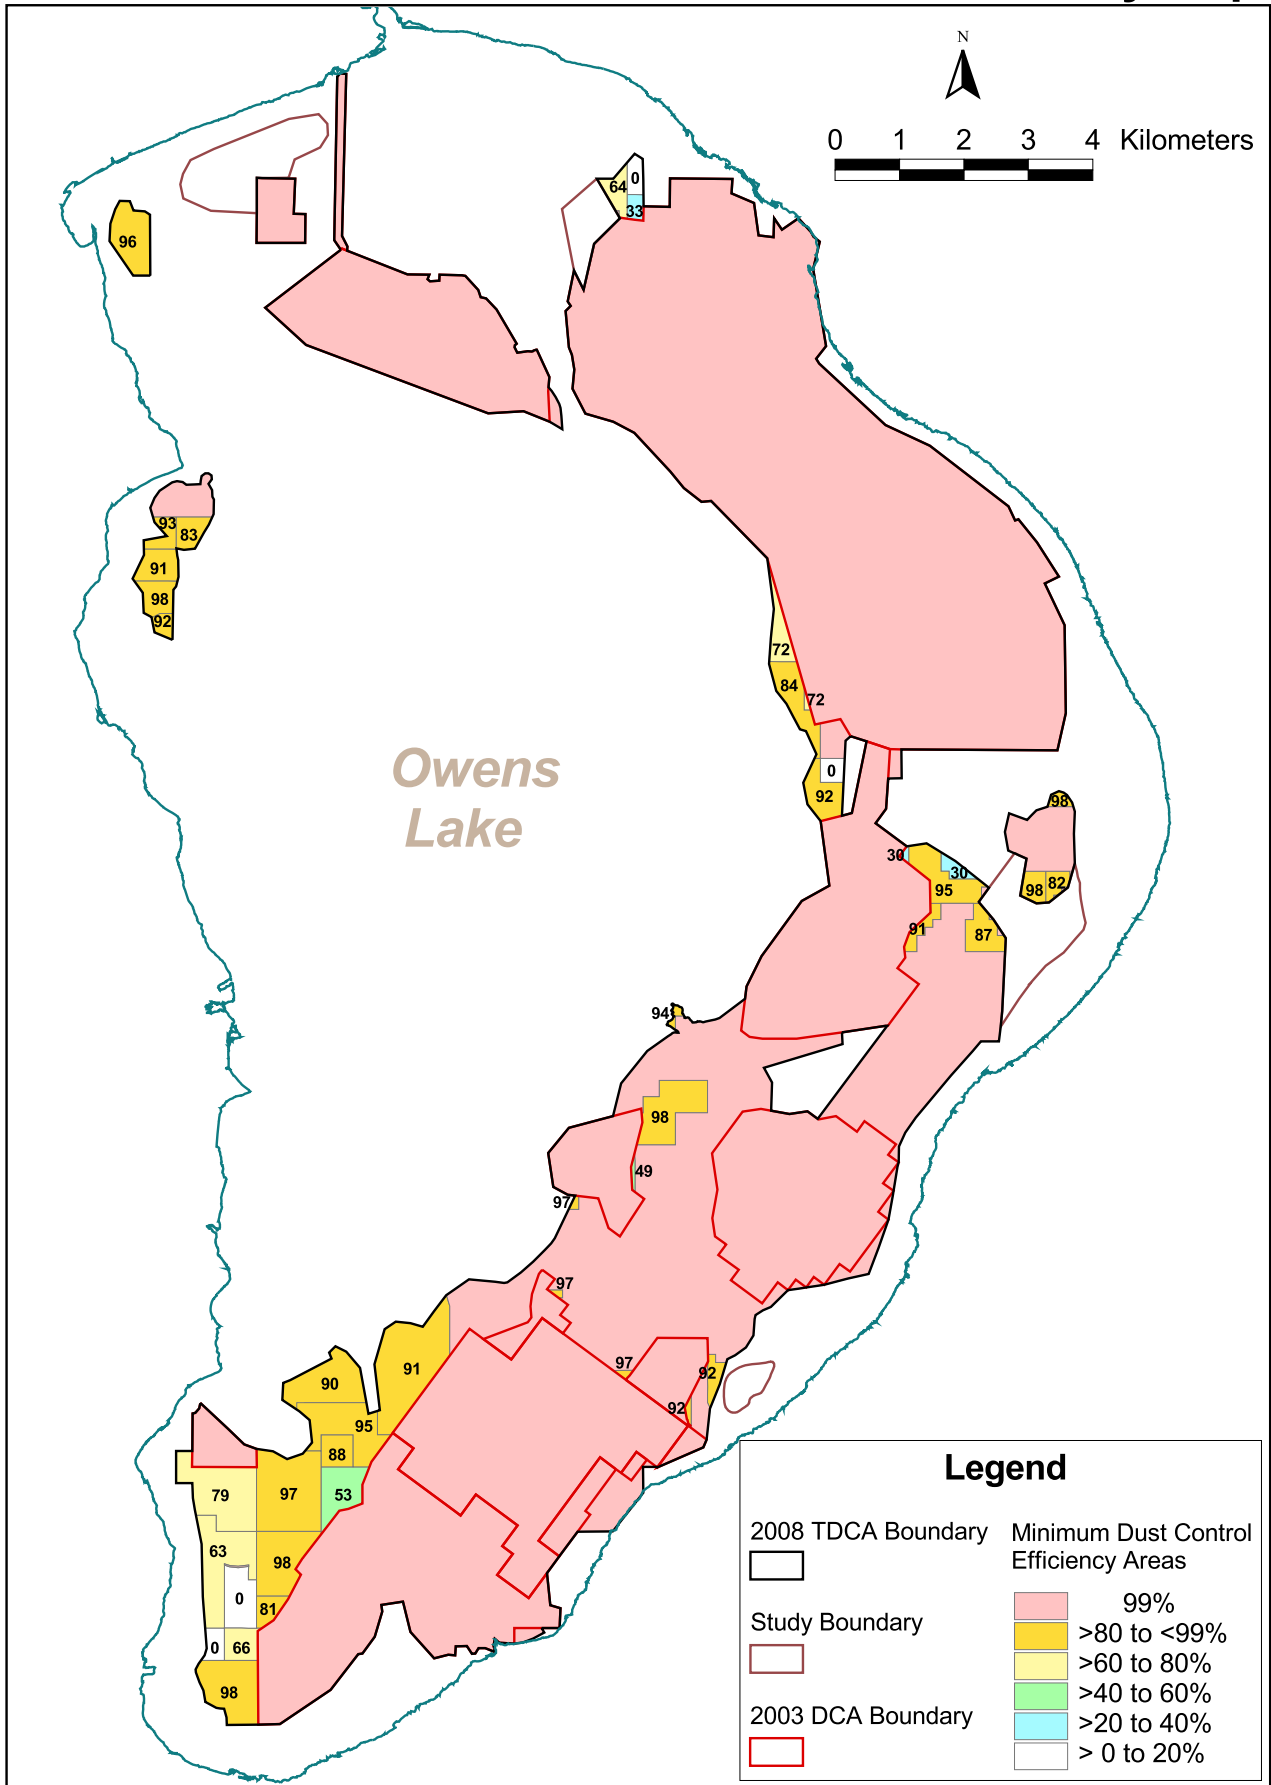 N
0 1 2 3 4 Kilometers
64 0
33
96
93 83
91
98
92
72
84
72
0
92
Owens
Lake
98
30
30
95
98 82
91
87
94
98
49
97
97
97
92
92
91
90
95
88
79 97 53
63
98
0
81
0 66
98
Legend
2008 TDCA Boundary
Study Boundary
2003 DCA Boundary
Minimum Dust Control
Efficiency Areas
99%
>80 to <99%
>60 to 80%
>40 to 60%
>20 to 40%
> 0 to 20%